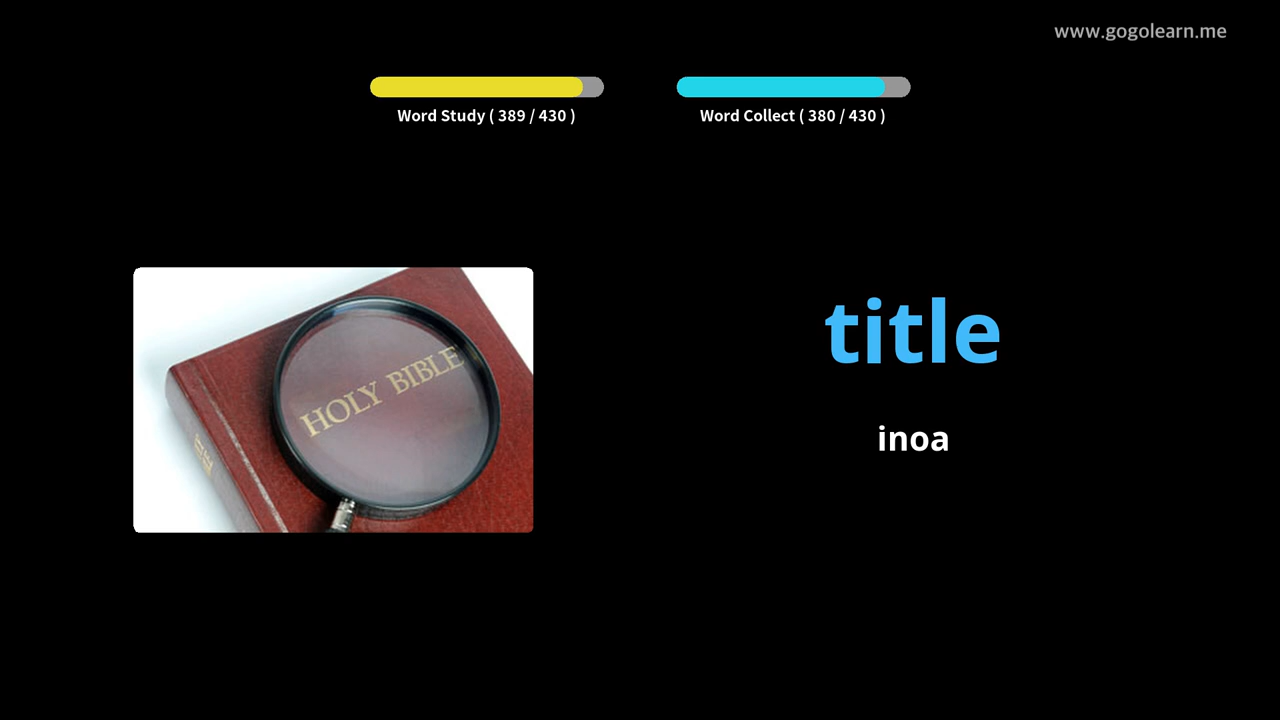 www.gogolearn.me
Word Study ( 389 / 430 )
Word Collect ( 380 / 430 )
HOLY BIBLE
title
inoa